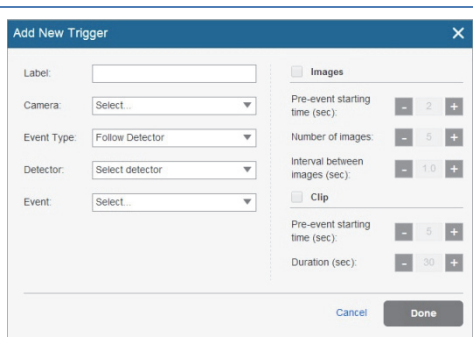 Add New Trigger
Label:
Camera: Select...
Event Type: Follow Detector
Detector: Select detector
Event: Select...
Images
Pre-event starting
time (sec): - 2 +
Number of images: - 5 +
Interval between
images (sec): - 1.0 +
Clip
Pre-event starting
time (sec): - 5 +
Duration (sec): - 30 +
Cancel Done